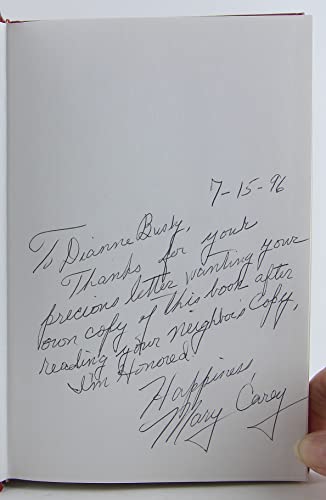 7-15-96
To Dianne Busby,
Thanks for your
precious letter wanting your
own copy of this book after
reading your neighbor's copy,
I'm Honored
Happiness,
Mary Carey